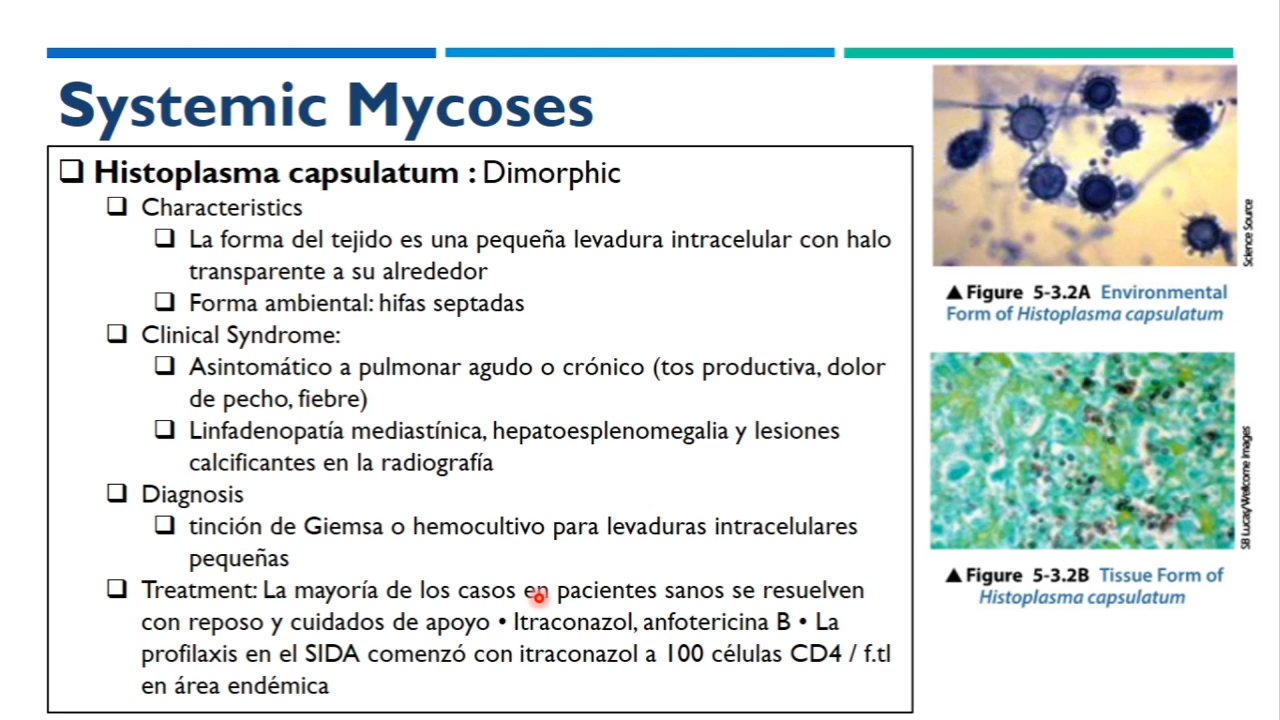 Systemic Mycoses
Histoplasma capsulatum : Dimorphic
Characteristics
La forma del tejido es una pequeña levadura intracelular con halo
transparente a su alrededor
Forma ambiental: hifas septadas
Clinical Syndrome:
Asintomático a pulmonar agudo o crónico (tos productiva, dolor
de pecho, fiebre)
Linfadenopatía mediastínica, hepatoesplenomegalia y lesiones
calcificantes en la radiografía
Diagnosis
tinción de Giemsa o hemocultivo para levaduras intracelulares
pequeñas
Treatment: La mayoría de los casos en pacientes sanos se resuelven
con reposo y cuidados de apoyo • Itraconazol, anfotericina B • La
profilaxis en el SIDA comenzó con itraconazol a 100 células CD4 / f.tl
en área endémica
Science Source
▲ Figure 5-3.2A Environmental
Form of Histoplasma capsulatum
SB Lucas/Wellcome Images
▲ Figure 5-3.2B Tissue Form of
Histoplasma capsulatum